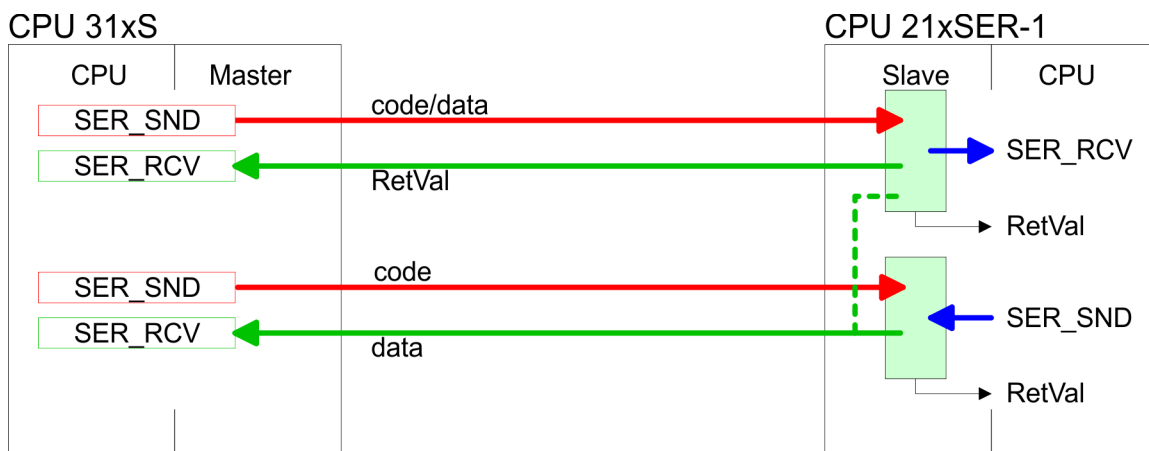 CPU 31xS
CPU 21xSER-1
CPU
Master
Slave
CPU
SER_SND
code/data
SER_RCV
SER_RCV
RetVal
RetVal
SER_SND
code
SER_RCV
data
SER_SND
RetVal